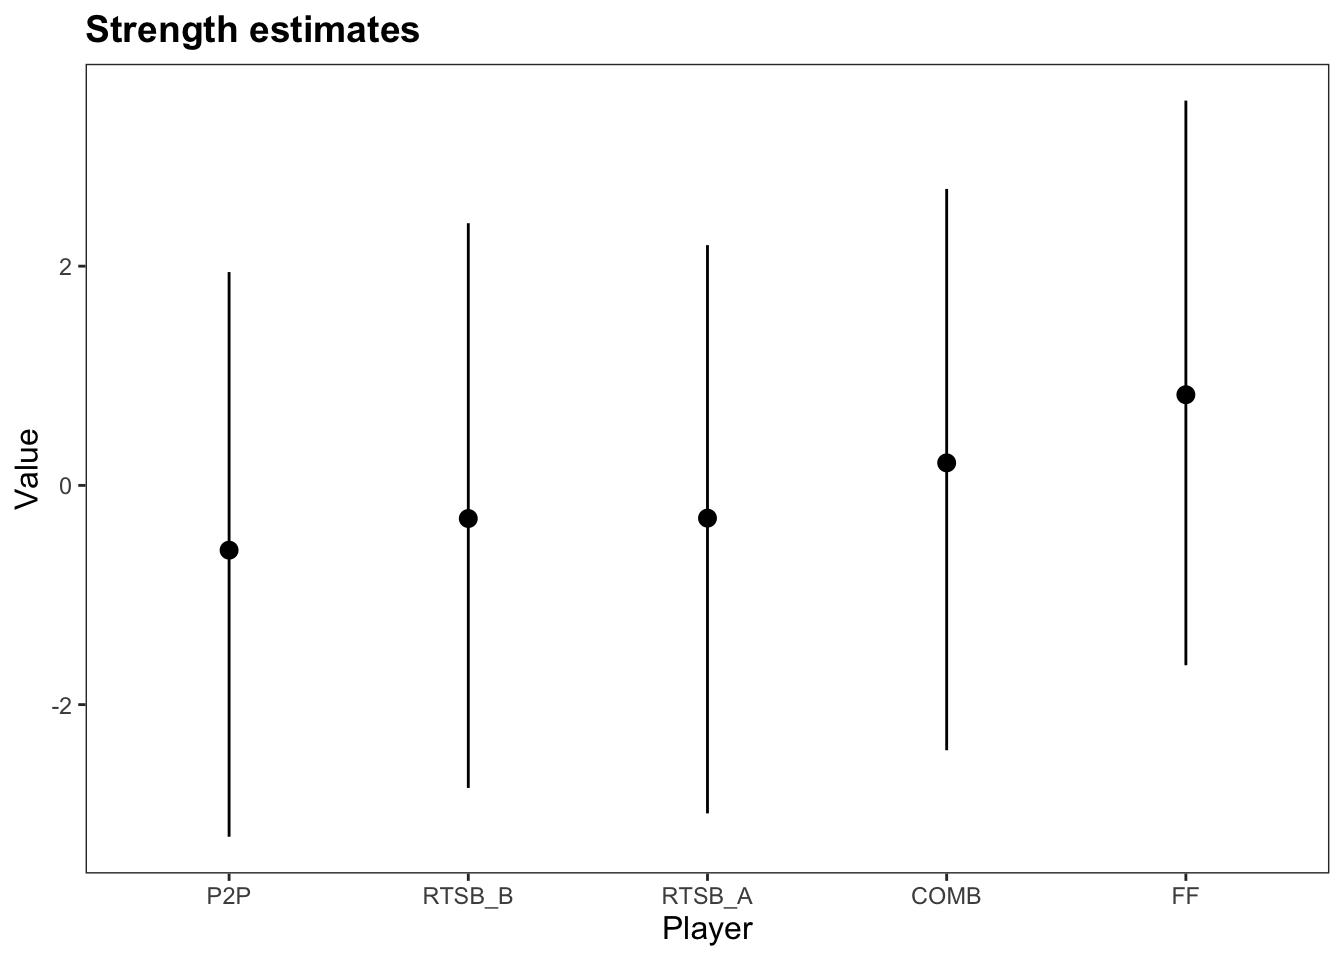 Strength estimates
Value
2
0
-2
P2P RTSB_B RTSB_A COMB FF
Player